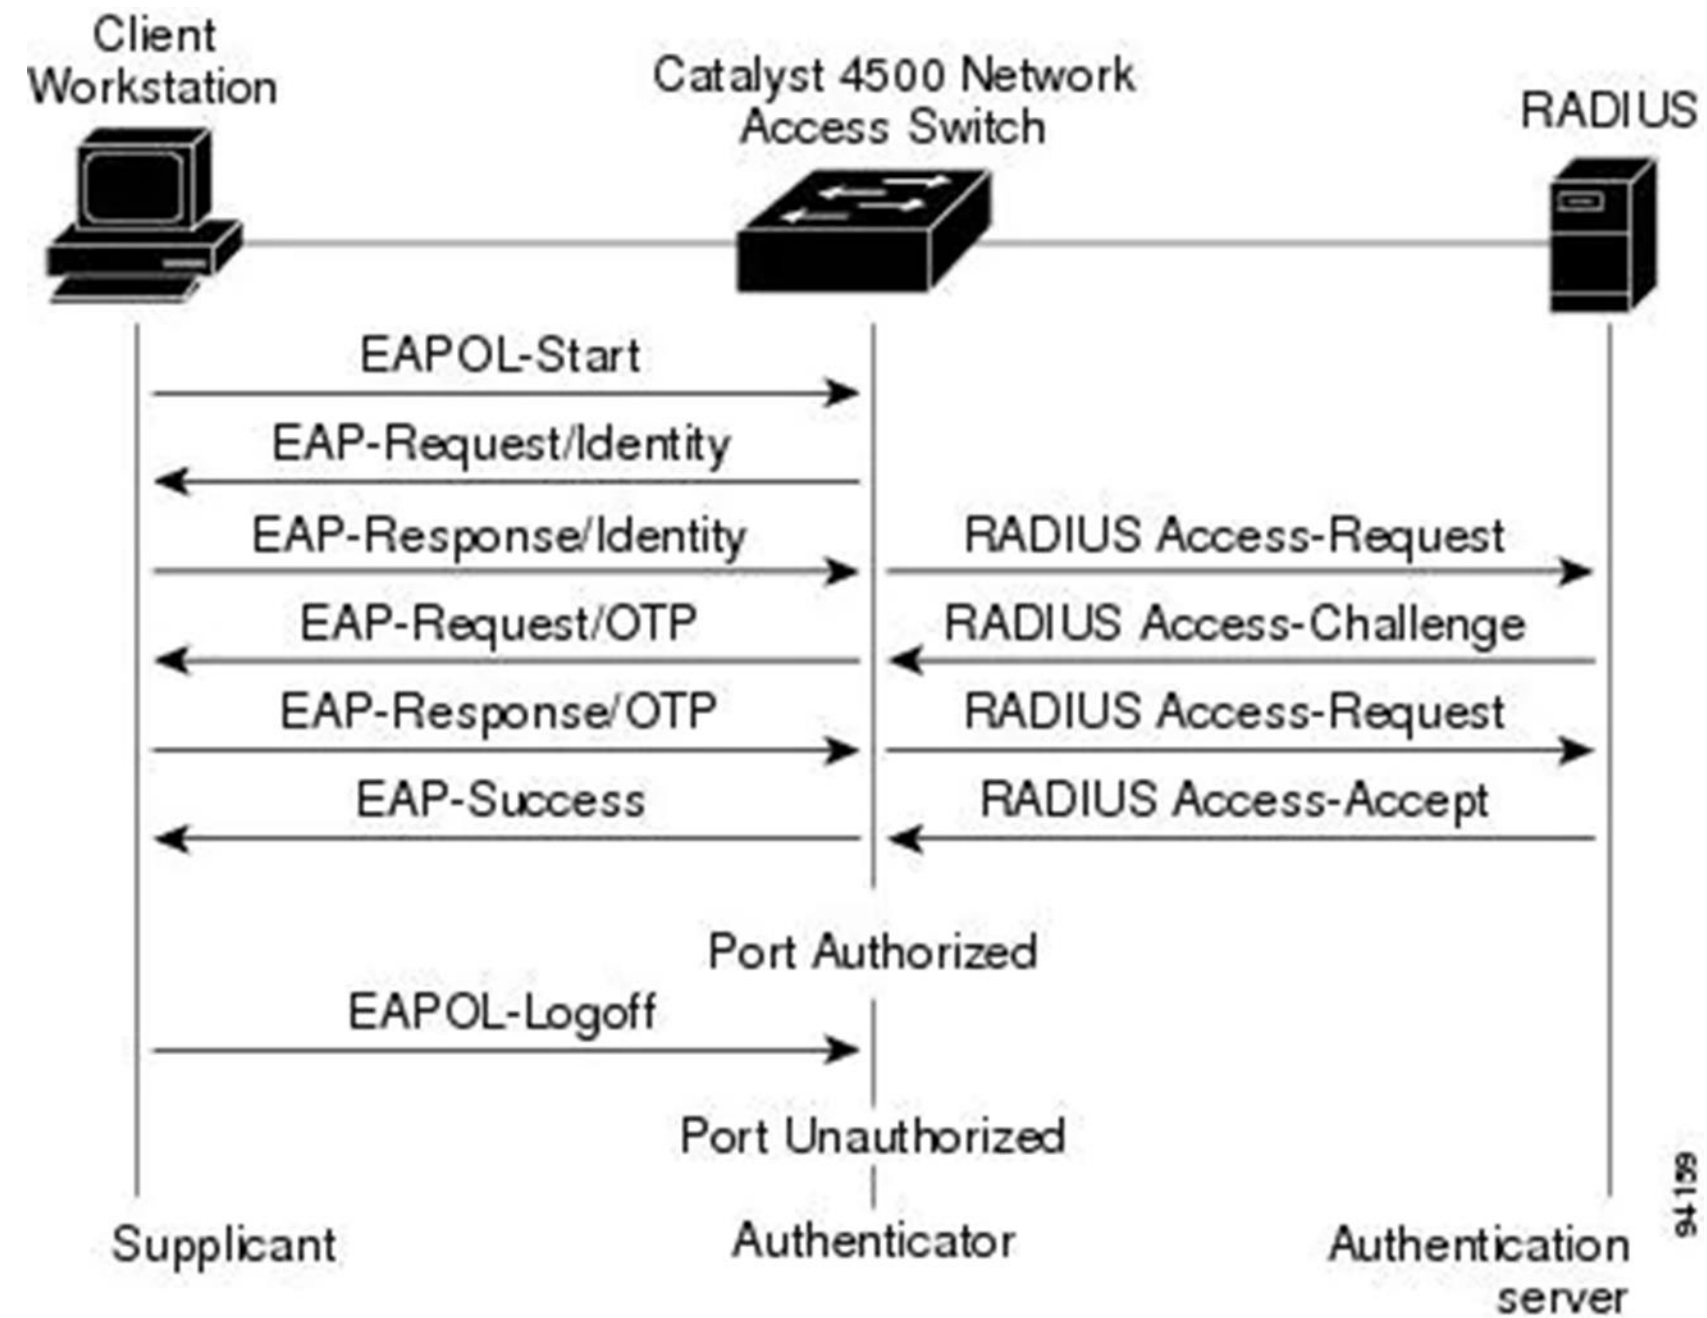 Client
Workstation
Catalyst 4500 Network
Access Switch
RADIUS
EAPOL-Start
EAP-Request/Identity
EAP-Response/Identity
RADIUS Access-Request
EAP-Request/OTP
RADIUS Access-Challenge
EAP-Response/OTP
RADIUS Access-Request
EAP-Success
RADIUS Access-Accept
Port Authorized
EAPOL-Logoff
Port Unauthorized
Supplicant
Authenticator
Authentication
server
94159